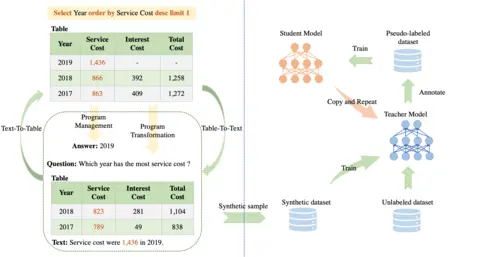 Select Year order by Service Cost desc limit 1
Table
Year Service Cost Interest Cost Total Cost
2019 1,436 - -
2018 866 392 1,258
2017 863 409 1,272
Text-To-Table
Program Management
Program Transformation
Table-To-Text
Answer: 2019
Question: Which year has the most service cost ?
Table
Year Service Cost Interest Cost Total Cost
2018 823 281 1,104
2017 789 49 838
Text: Service cost were 1,436 in 2019.
Synthetic sample
Student Model
Pseudo-labeled dataset
Train
Copy and Repeat
Annotate
Teacher Model
Train
Synthetic dataset
Unlabeled dataset